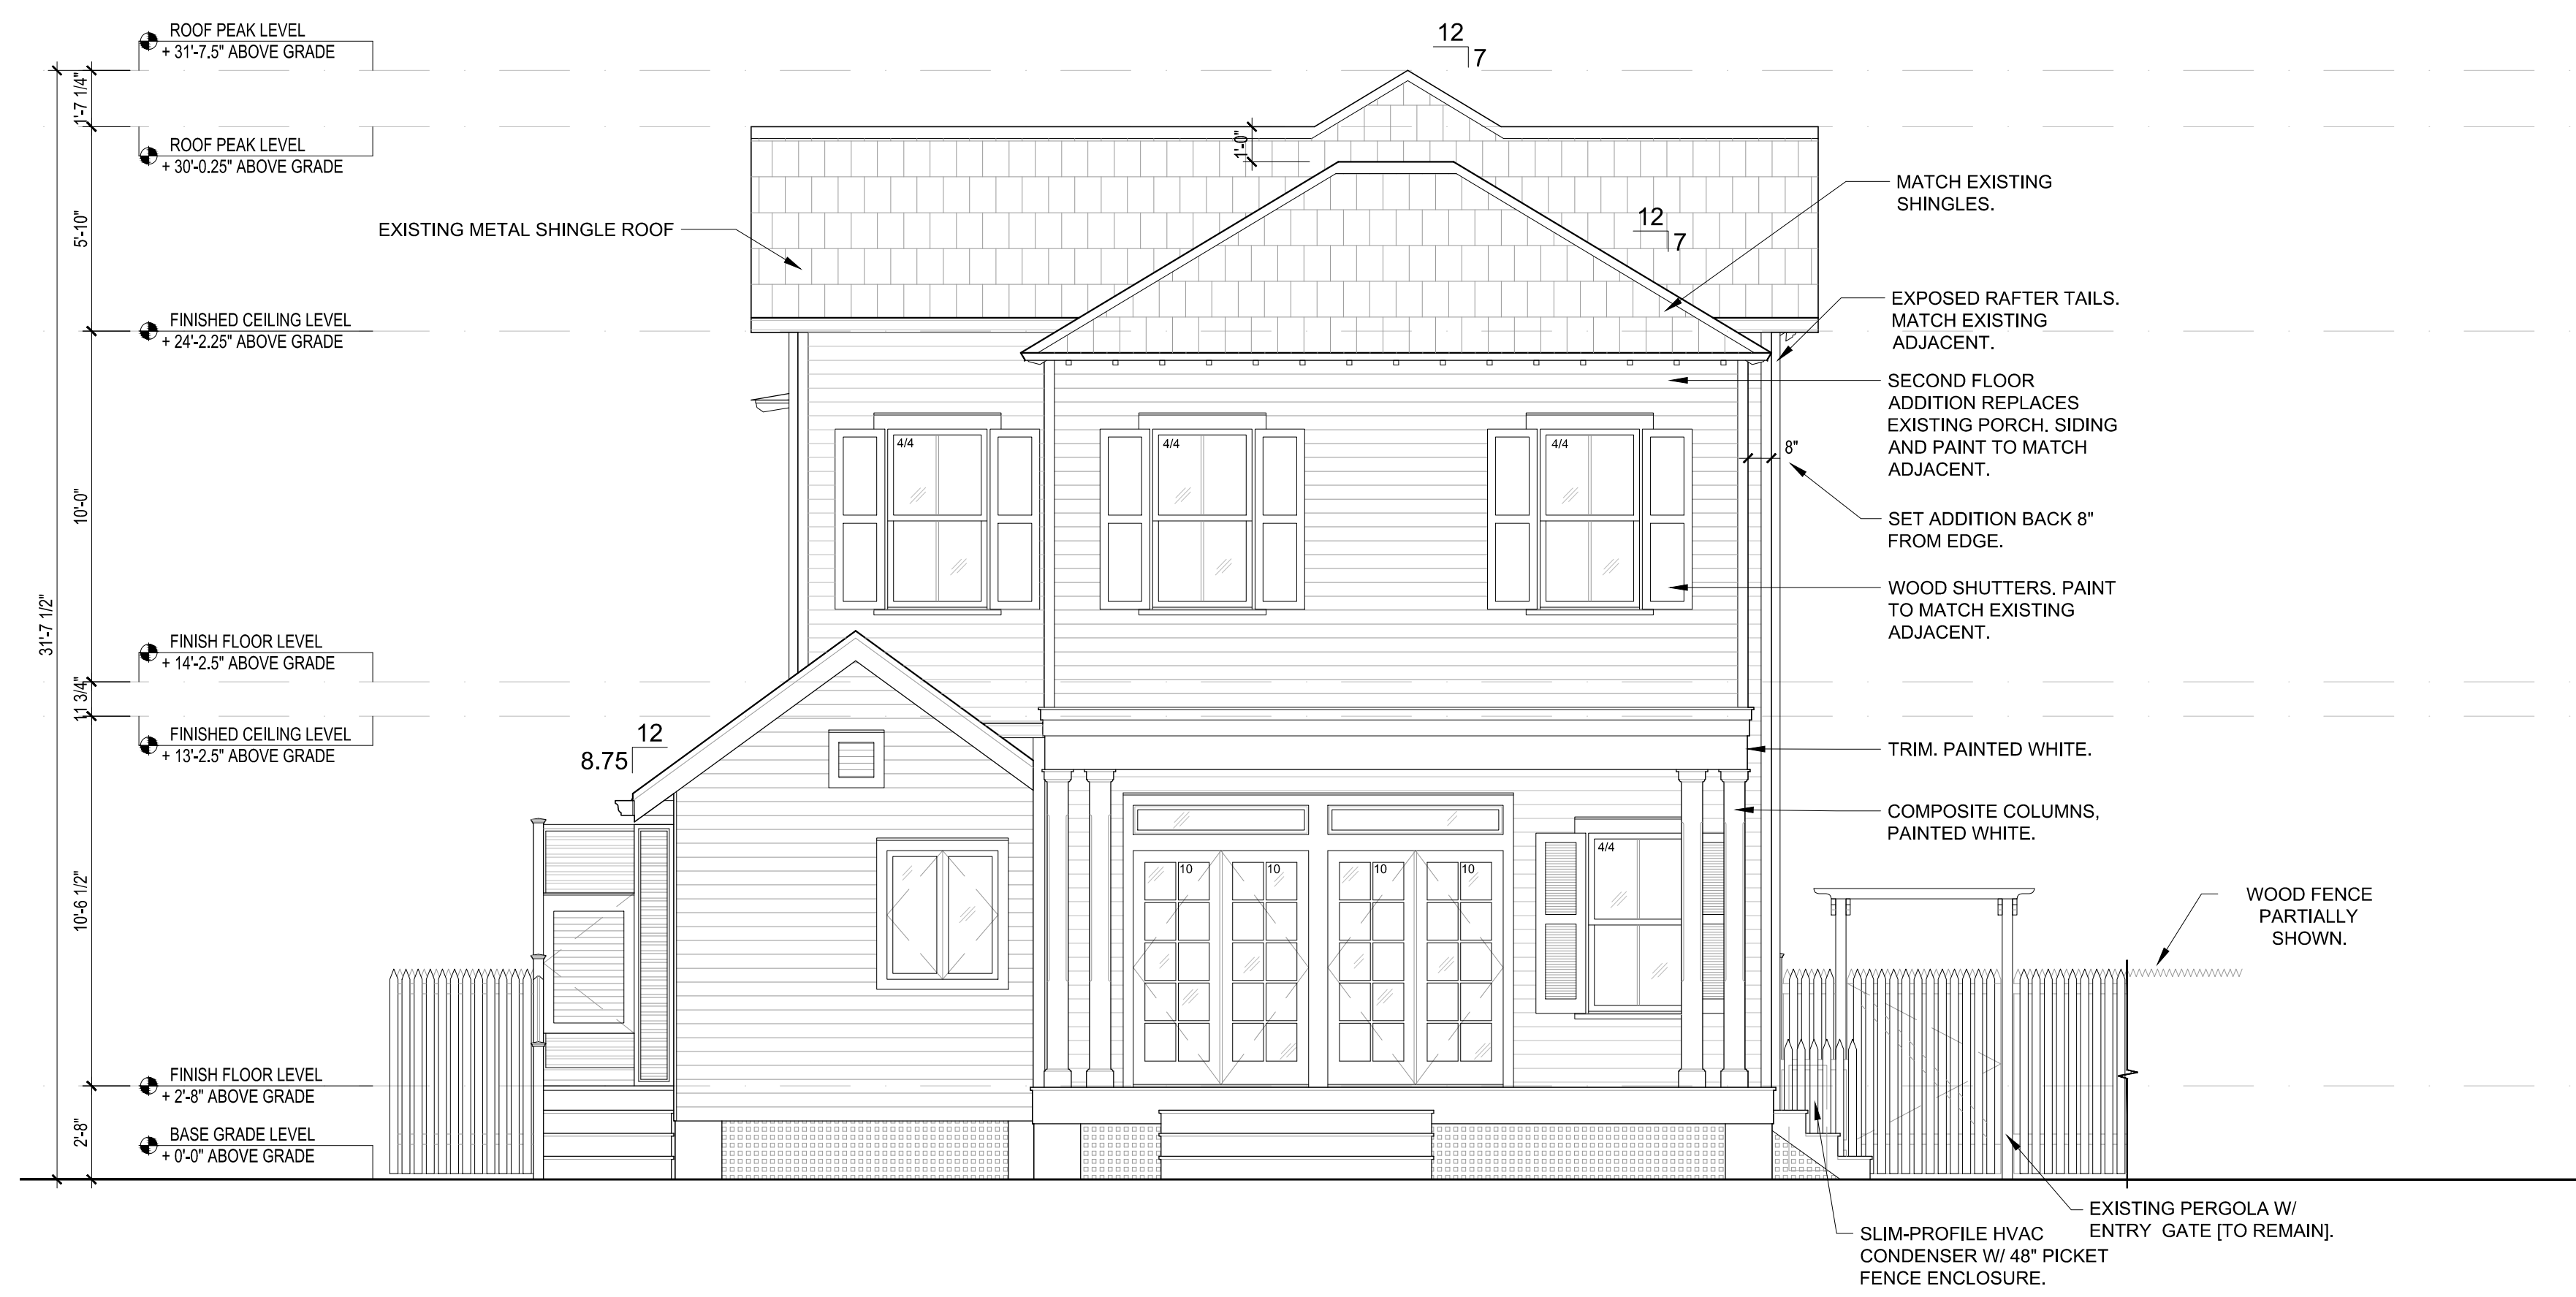 ROOF PEAK LEVEL
+ 31'-7.5" ABOVE GRADE
1'-7 1/4"
ROOF PEAK LEVEL
+ 30'-0.25" ABOVE GRADE
5'-10"
FINISHED CEILING LEVEL
+ 24'-2.25" ABOVE GRADE
10'-0"
31'-7 1/2"
FINISH FLOOR LEVEL
+ 14'-2.5" ABOVE GRADE
11 3/4"
FINISHED CEILING LEVEL
+ 13'-2.5" ABOVE GRADE
10'-6 1/2"
FINISH FLOOR LEVEL
+ 2'-8" ABOVE GRADE
2'-8"
BASE GRADE LEVEL
+ 0'-0" ABOVE GRADE
EXISTING METAL SHINGLE ROOF
12
7
1'-0"
12
7
4/4
4/4
4/4
8"
12
8.75
10
10
10
10
4/4
MATCH EXISTING
SHINGLES.
EXPOSED RAFTER TAILS.
MATCH EXISTING
ADJACENT.
SECOND FLOOR
ADDITION REPLACES
EXISTING PORCH. SIDING
AND PAINT TO MATCH
ADJACENT.
SET ADDITION BACK 8"
FROM EDGE.
WOOD SHUTTERS. PAINT
TO MATCH EXISTING
ADJACENT.
TRIM. PAINTED WHITE.
COMPOSITE COLUMNS,
PAINTED WHITE.
WOOD FENCE
PARTIALLY
SHOWN.
EXISTING PERGOLA W/
ENTRY GATE [TO REMAIN].
SLIM-PROFILE HVAC
CONDENSER W/ 48" PICKET
FENCE ENCLOSURE.